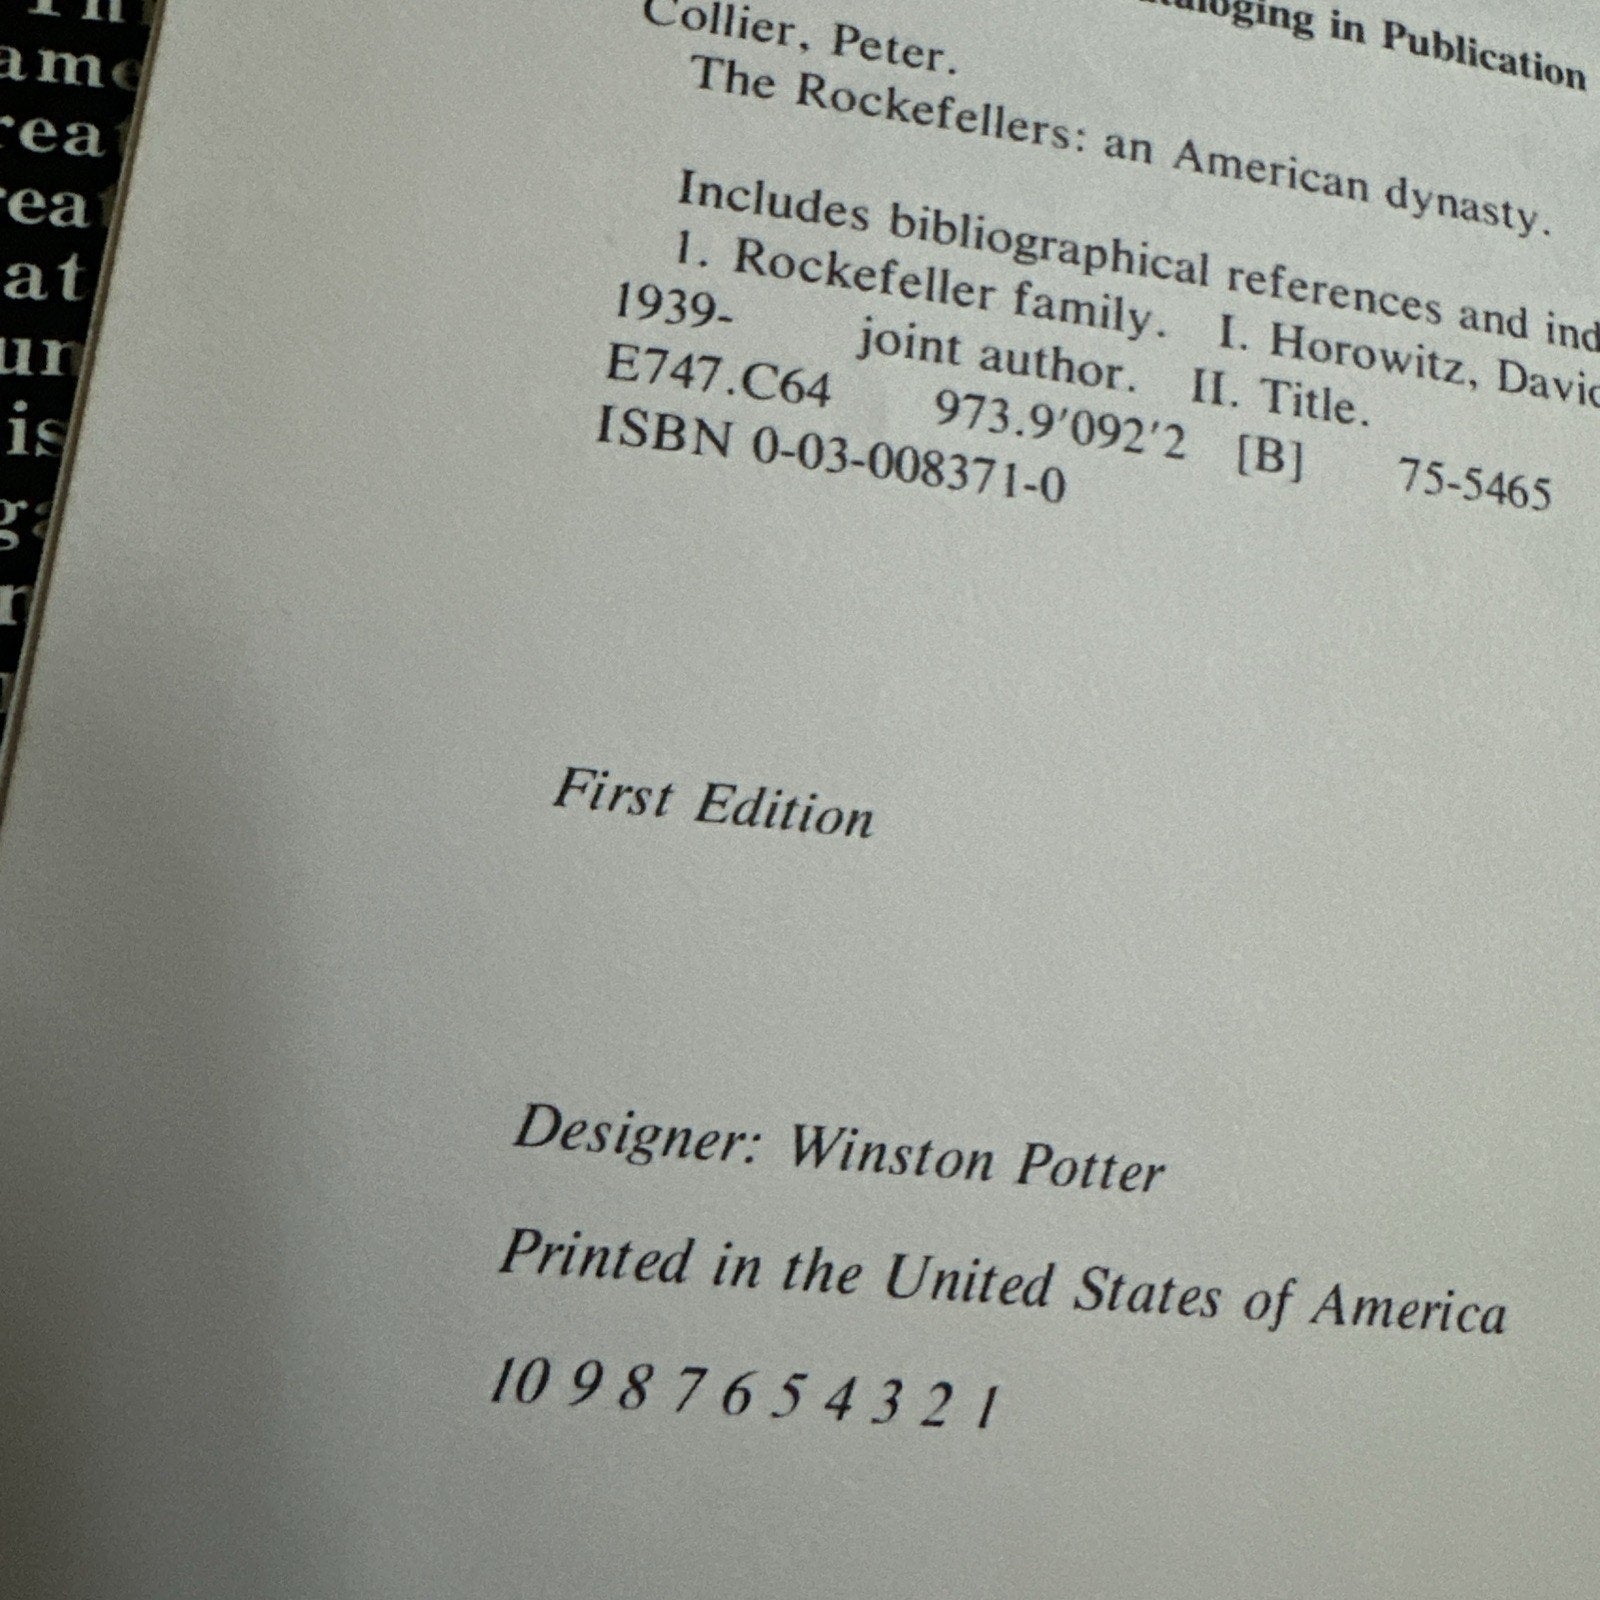 in Publication
Collier, Peter.
The Rockefellers: an American dynasty.
Includes bibliographical references and
1. Rockefeller family. I. Horowitz,
1939- joint author. II. Title.
E747.C64 973.9'092'2 [B] 75-5465
ISBN 0-03-008371-0
First Edition
Designer: Winston Potter
Printed in the United States of America
10 9 8 7 6 5 4 3 2 1
at
is